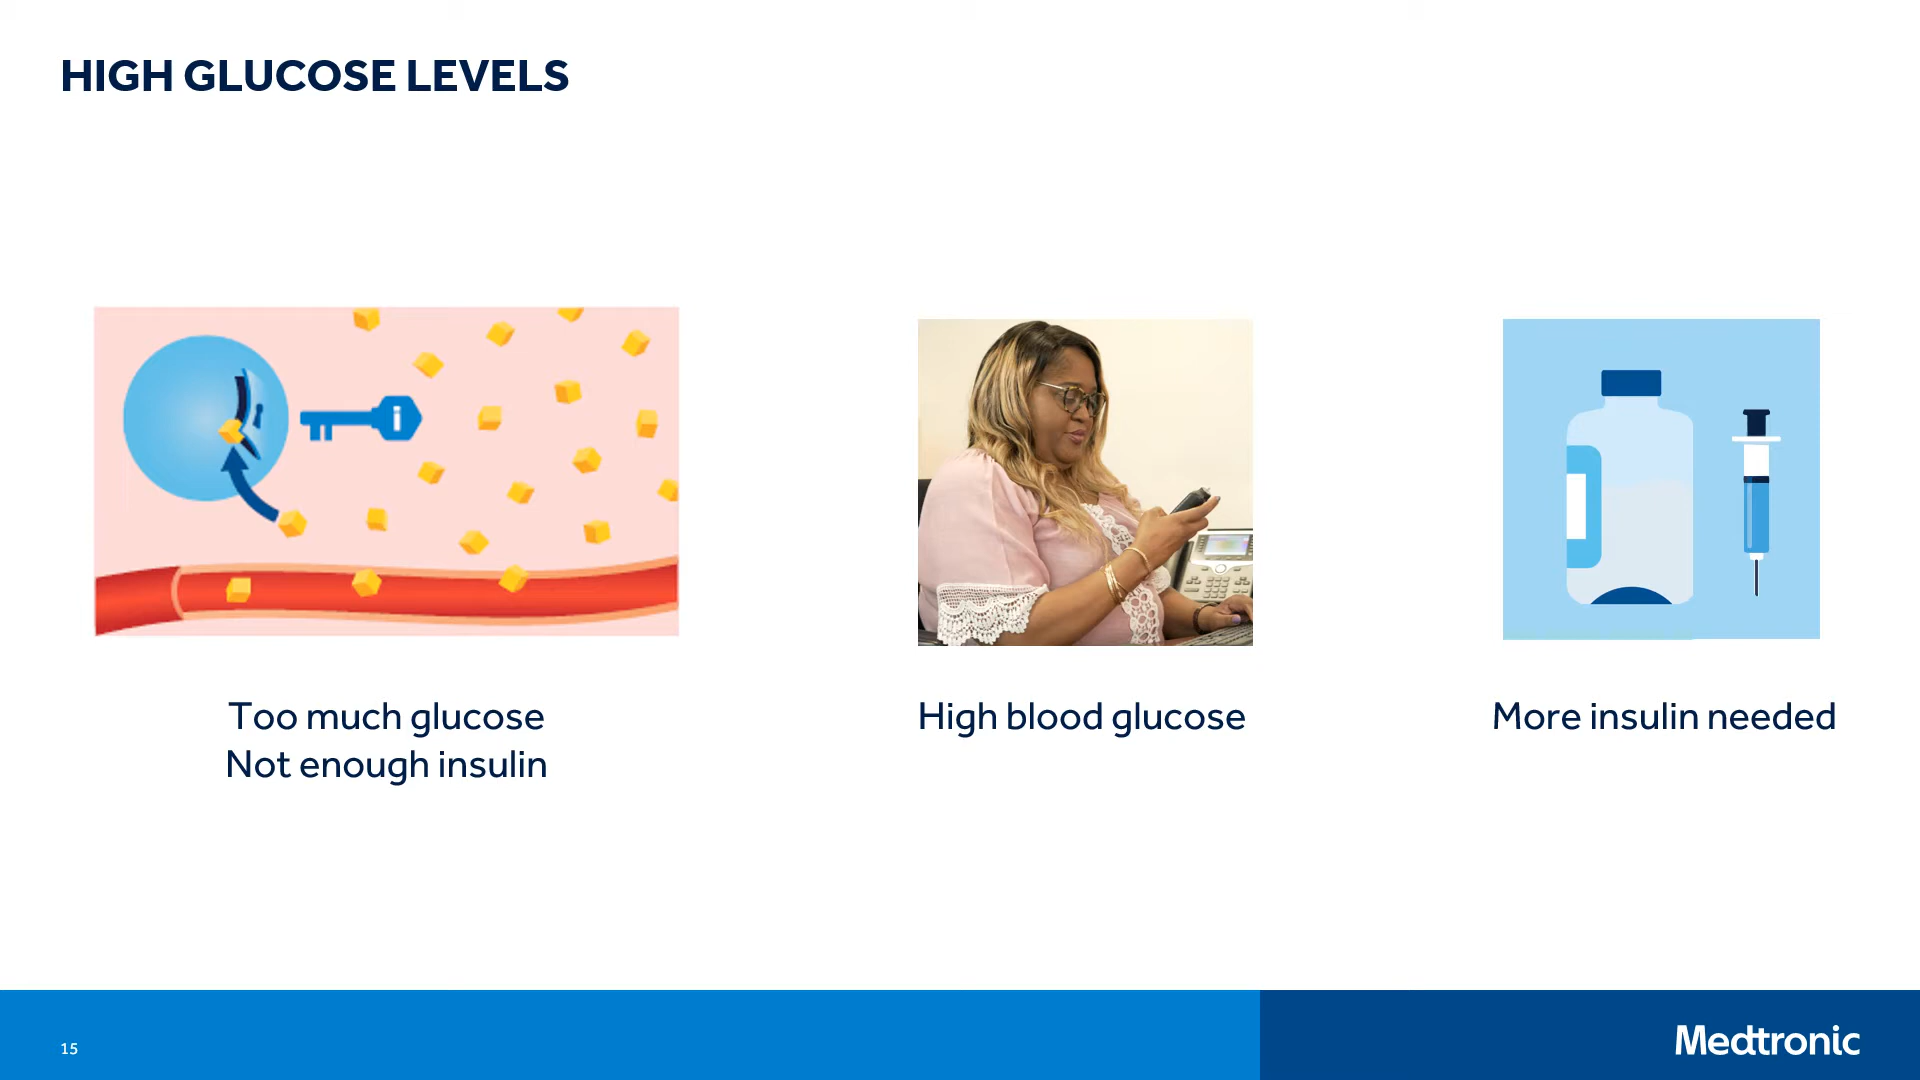 HIGH GLUCOSE LEVELS
i
Too much glucose
Not enough insulin
High blood glucose
More insulin needed
15
Medtronic